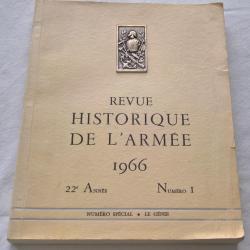 REVUE
HISTORIQUE
DE L'ARMÉE
1966
22e ANNÉE NUMÉRO 1
NUMÉRO SPÉCIAL ★ LE GÉNIE